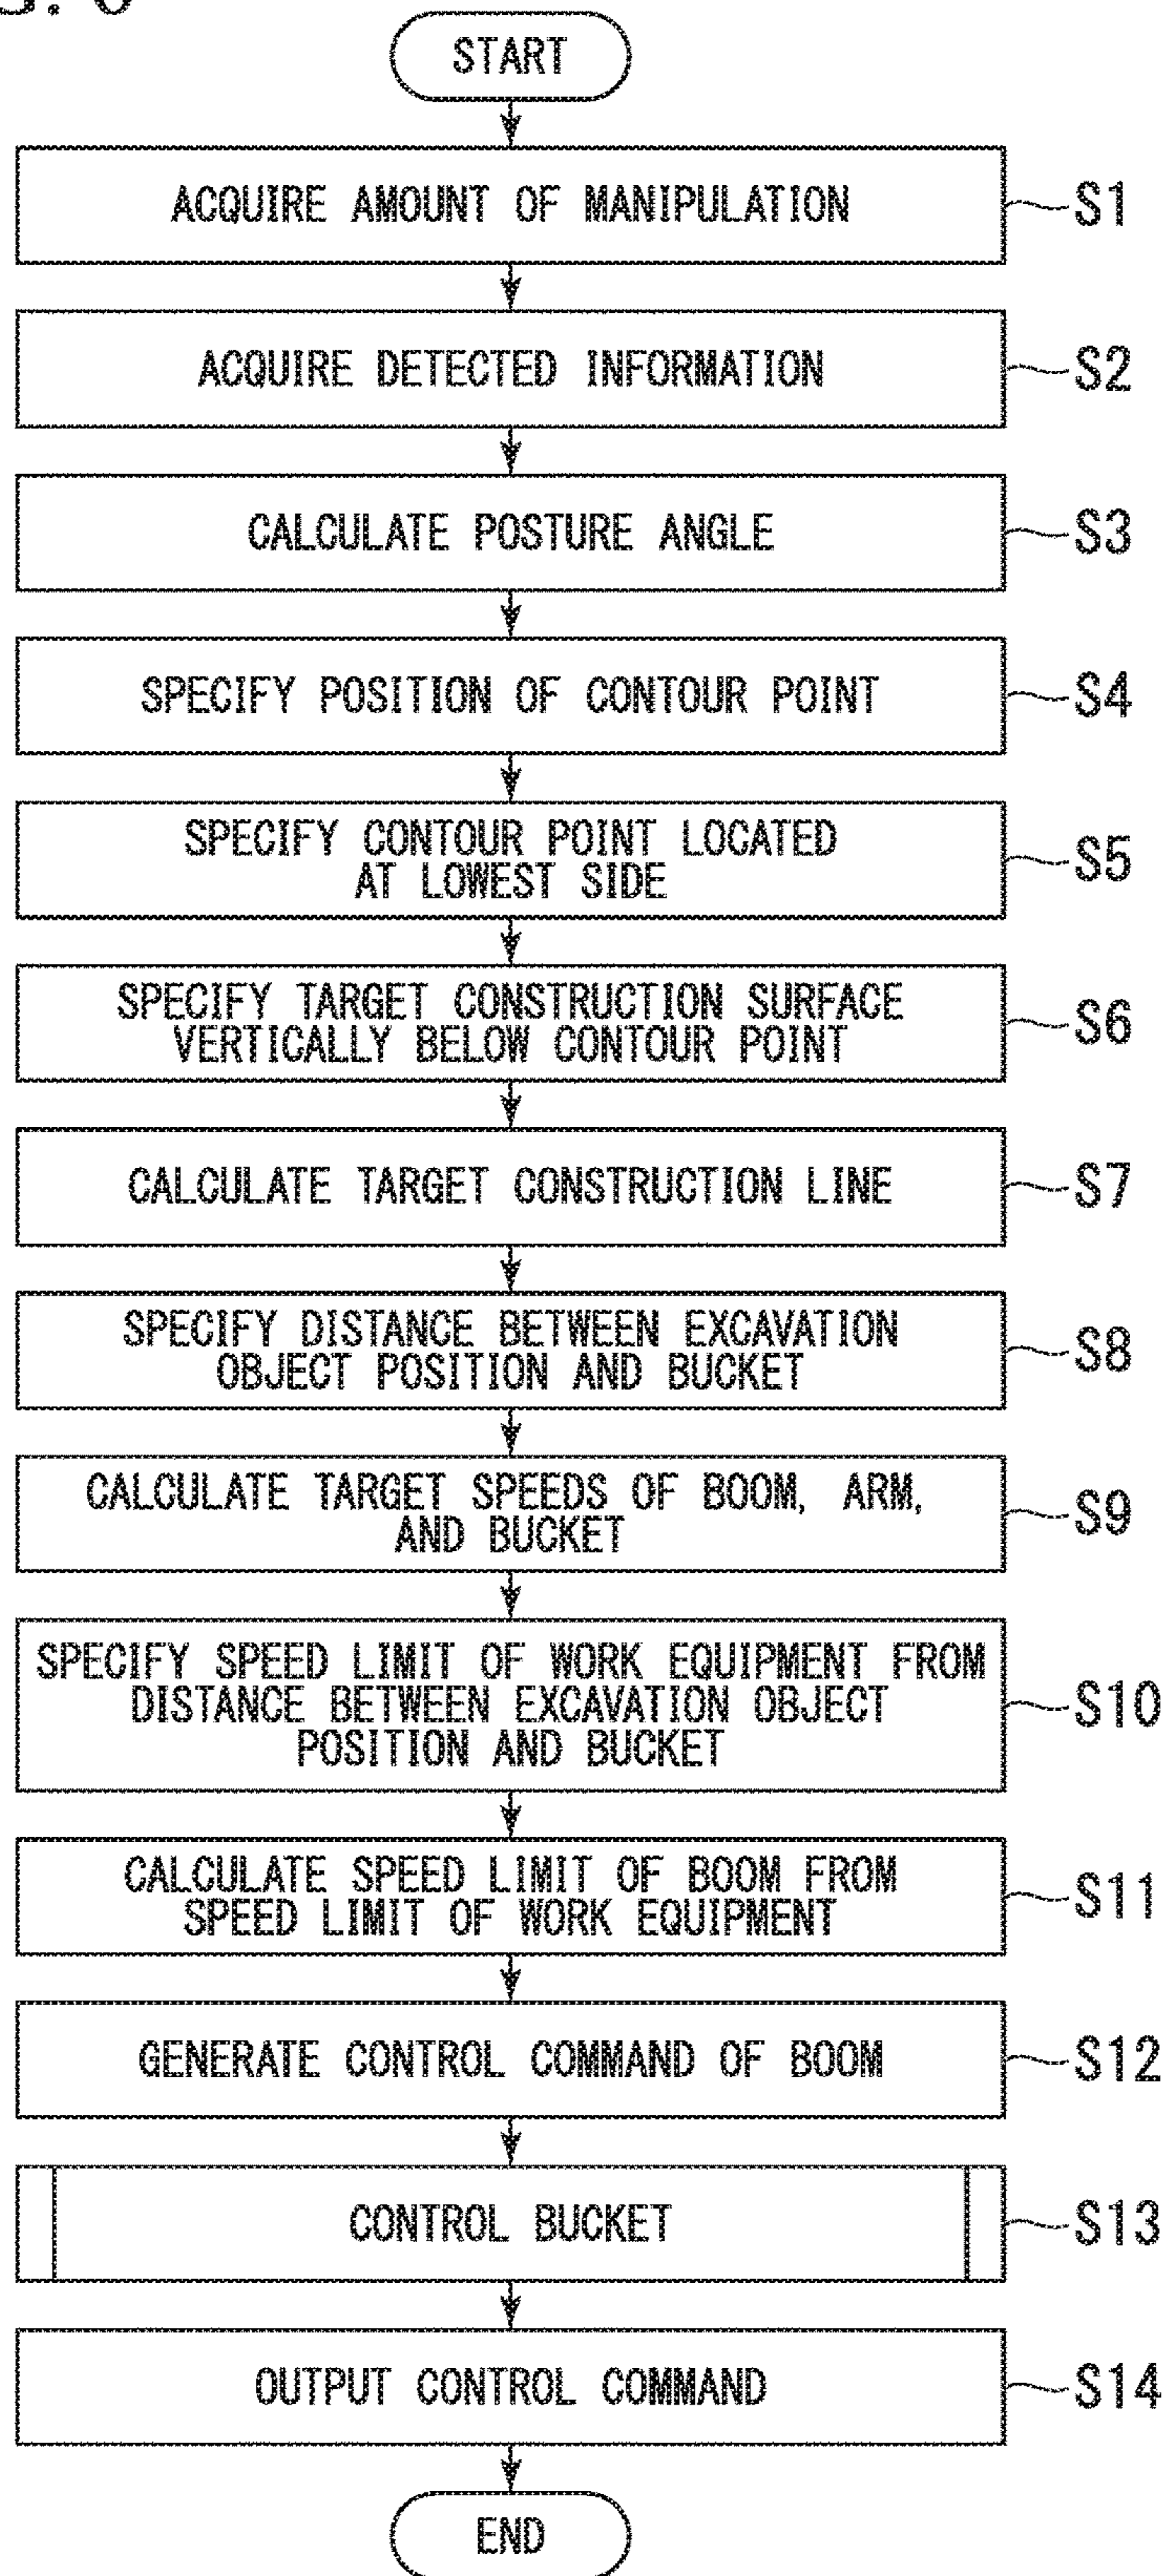 START
ACQUIRE AMOUNT OF MANIPULATION
S1
ACQUIRE DETECTED INFORMATION
S2
CALCULATE POSTURE ANGLE
S3
SPECIFY POSITION OF CONTOUR POINT
S4
SPECIFY CONTOUR POINT LOCATED
AT LOWEST SIDE
S5
SPECIFY TARGET CONSTRUCTION SURFACE
VERTICALLY BELOW CONTOUR POINT
S6
CALCULATE TARGET CONSTRUCTION LINE
S7
SPECIFY DISTANCE BETWEEN EXCAVATION
OBJECT POSITION AND BUCKET
S8
CALCULATE TARGET SPEEDS OF BOOM, ARM,
AND BUCKET
S9
SPECIFY SPEED LIMIT OF WORK EQUIPMENT FROM
DISTANCE BETWEEN EXCAVATION OBJECT
POSITION AND BUCKET
S10
CALCULATE SPEED LIMIT OF BOOM FROM
SPEED LIMIT OF WORK EQUIPMENT
S11
GENERATE CONTROL COMMAND OF BOOM
S12
CONTROL BUCKET
S13
OUTPUT CONTROL COMMAND
S14
END